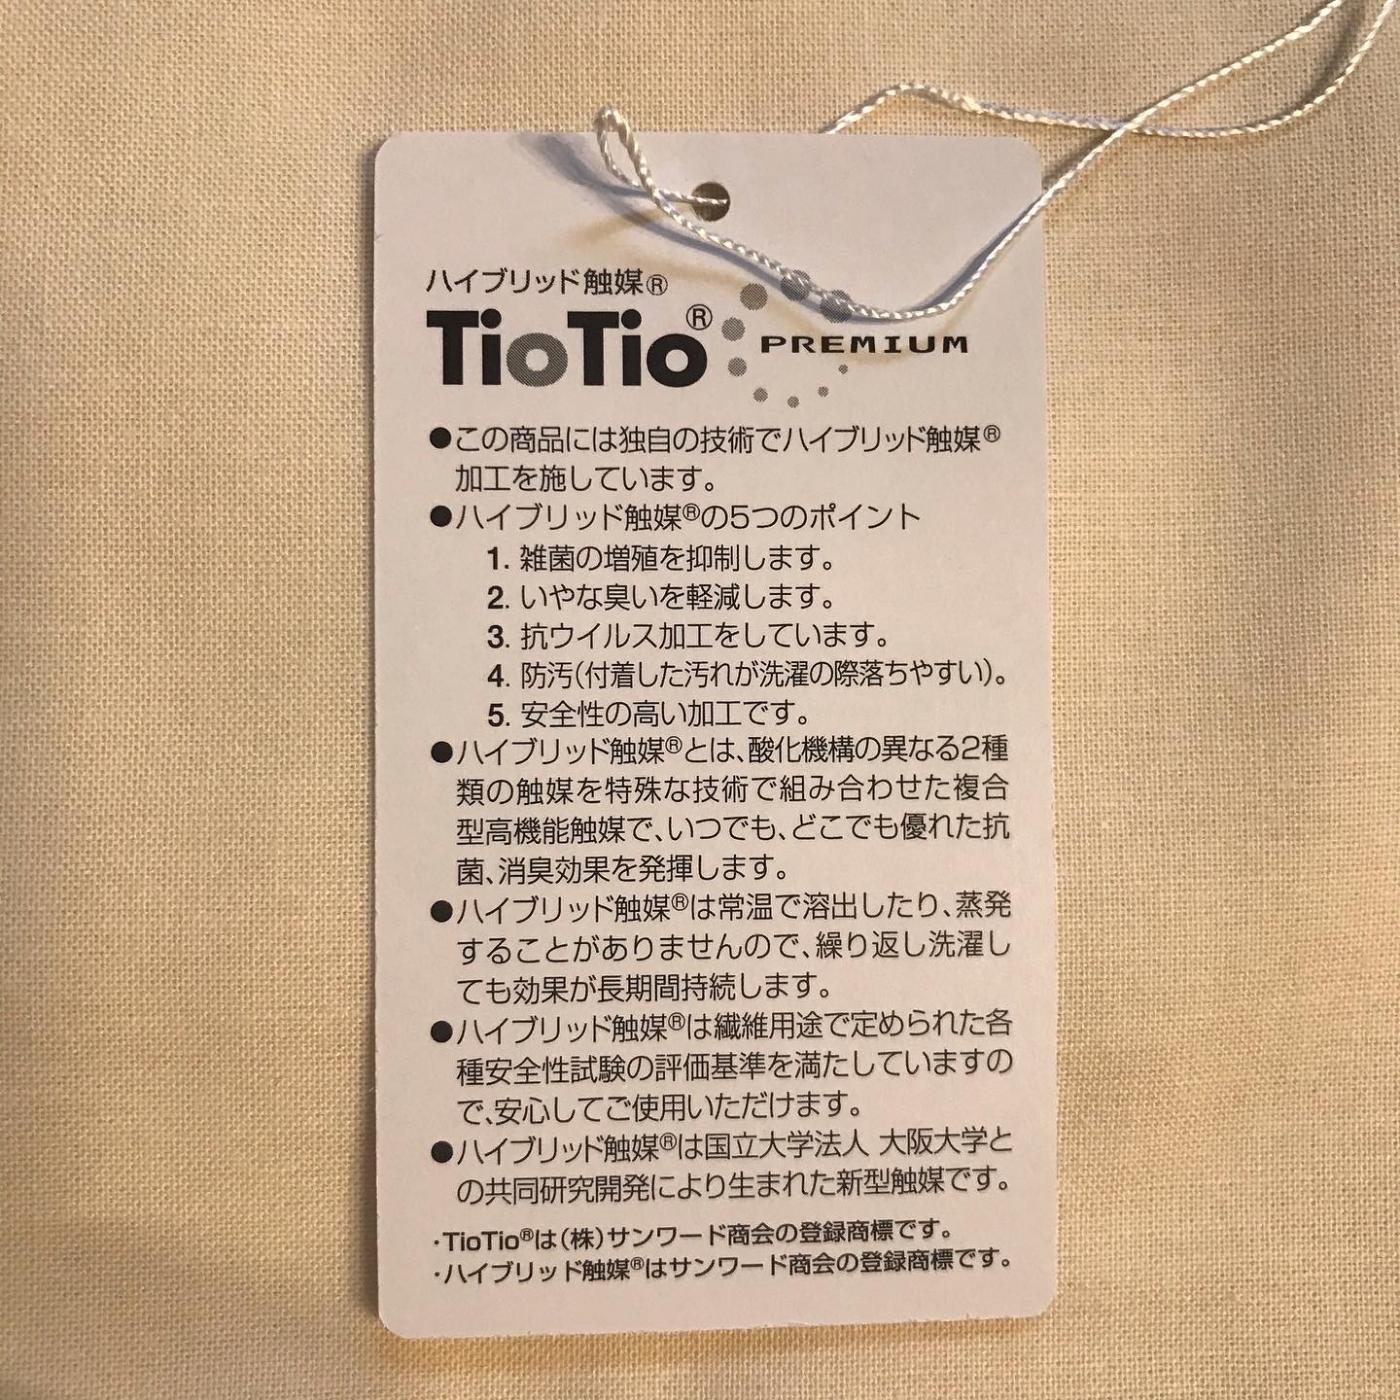 ハイブリッド触媒®
TioTio® PREMIUM
●この商品には独自の技術でハイブリッド触媒®
加工を施しています。
●ハイブリッド触媒®の5つのポイント
1. 雑菌の増殖を抑制します。
2. いやな臭いを軽減します。
3. 抗ウイルス加工をしています。
4. 防汚(付着した汚れが洗濯の際落ちやすい)。
5. 安全性の高い加工です。
●ハイブリッド触媒®とは、酸化機構の異なる2種
類の触媒を特殊な技術で組み合わせた複合
型高機能触媒で、いつでも、どこでも優れた抗
菌、消臭効果を発揮します。
●ハイブリッド触媒®は常温で溶出したり、蒸発
することがありませんので、繰り返し洗濯し
ても効果が長期間持続します。
●ハイブリッド触媒®は繊維用途で定められた各
種安全性試験の評価基準を満たしていますの
で、安心してご使用いただけます。
●ハイブリッド触媒®は国立大学法人 大阪大学と
の共同研究開発により生まれた新型触媒です。
・TioTio®は(株)サンワード商会の登録商標です。
・ハイブリッド触媒®はサンワード商会の登録商標です。